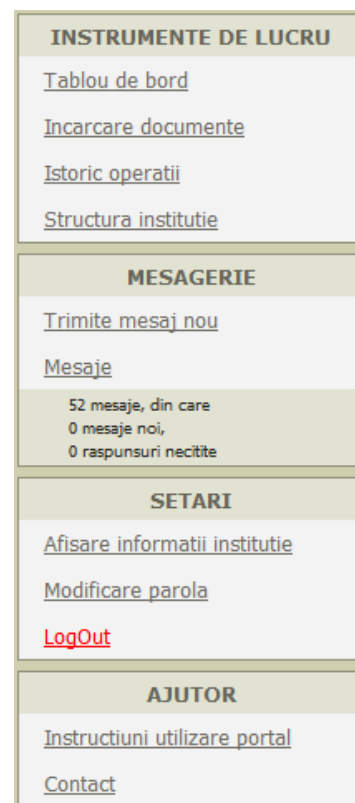 INSTRUMENTE DE LUCRU
Tablou de bord
Incarcare documente
Istoric operatii
Structura institutie
MESAGERIE
Trimite mesaj nou
Mesaje
52 mesaje, din care
0 mesaje noi,
0 raspunsuri necitite
SETARI
Afisare informatii institutie
Modificare parola
LogOut
AJUTOR
Instructiuni utilizare portal
Contact